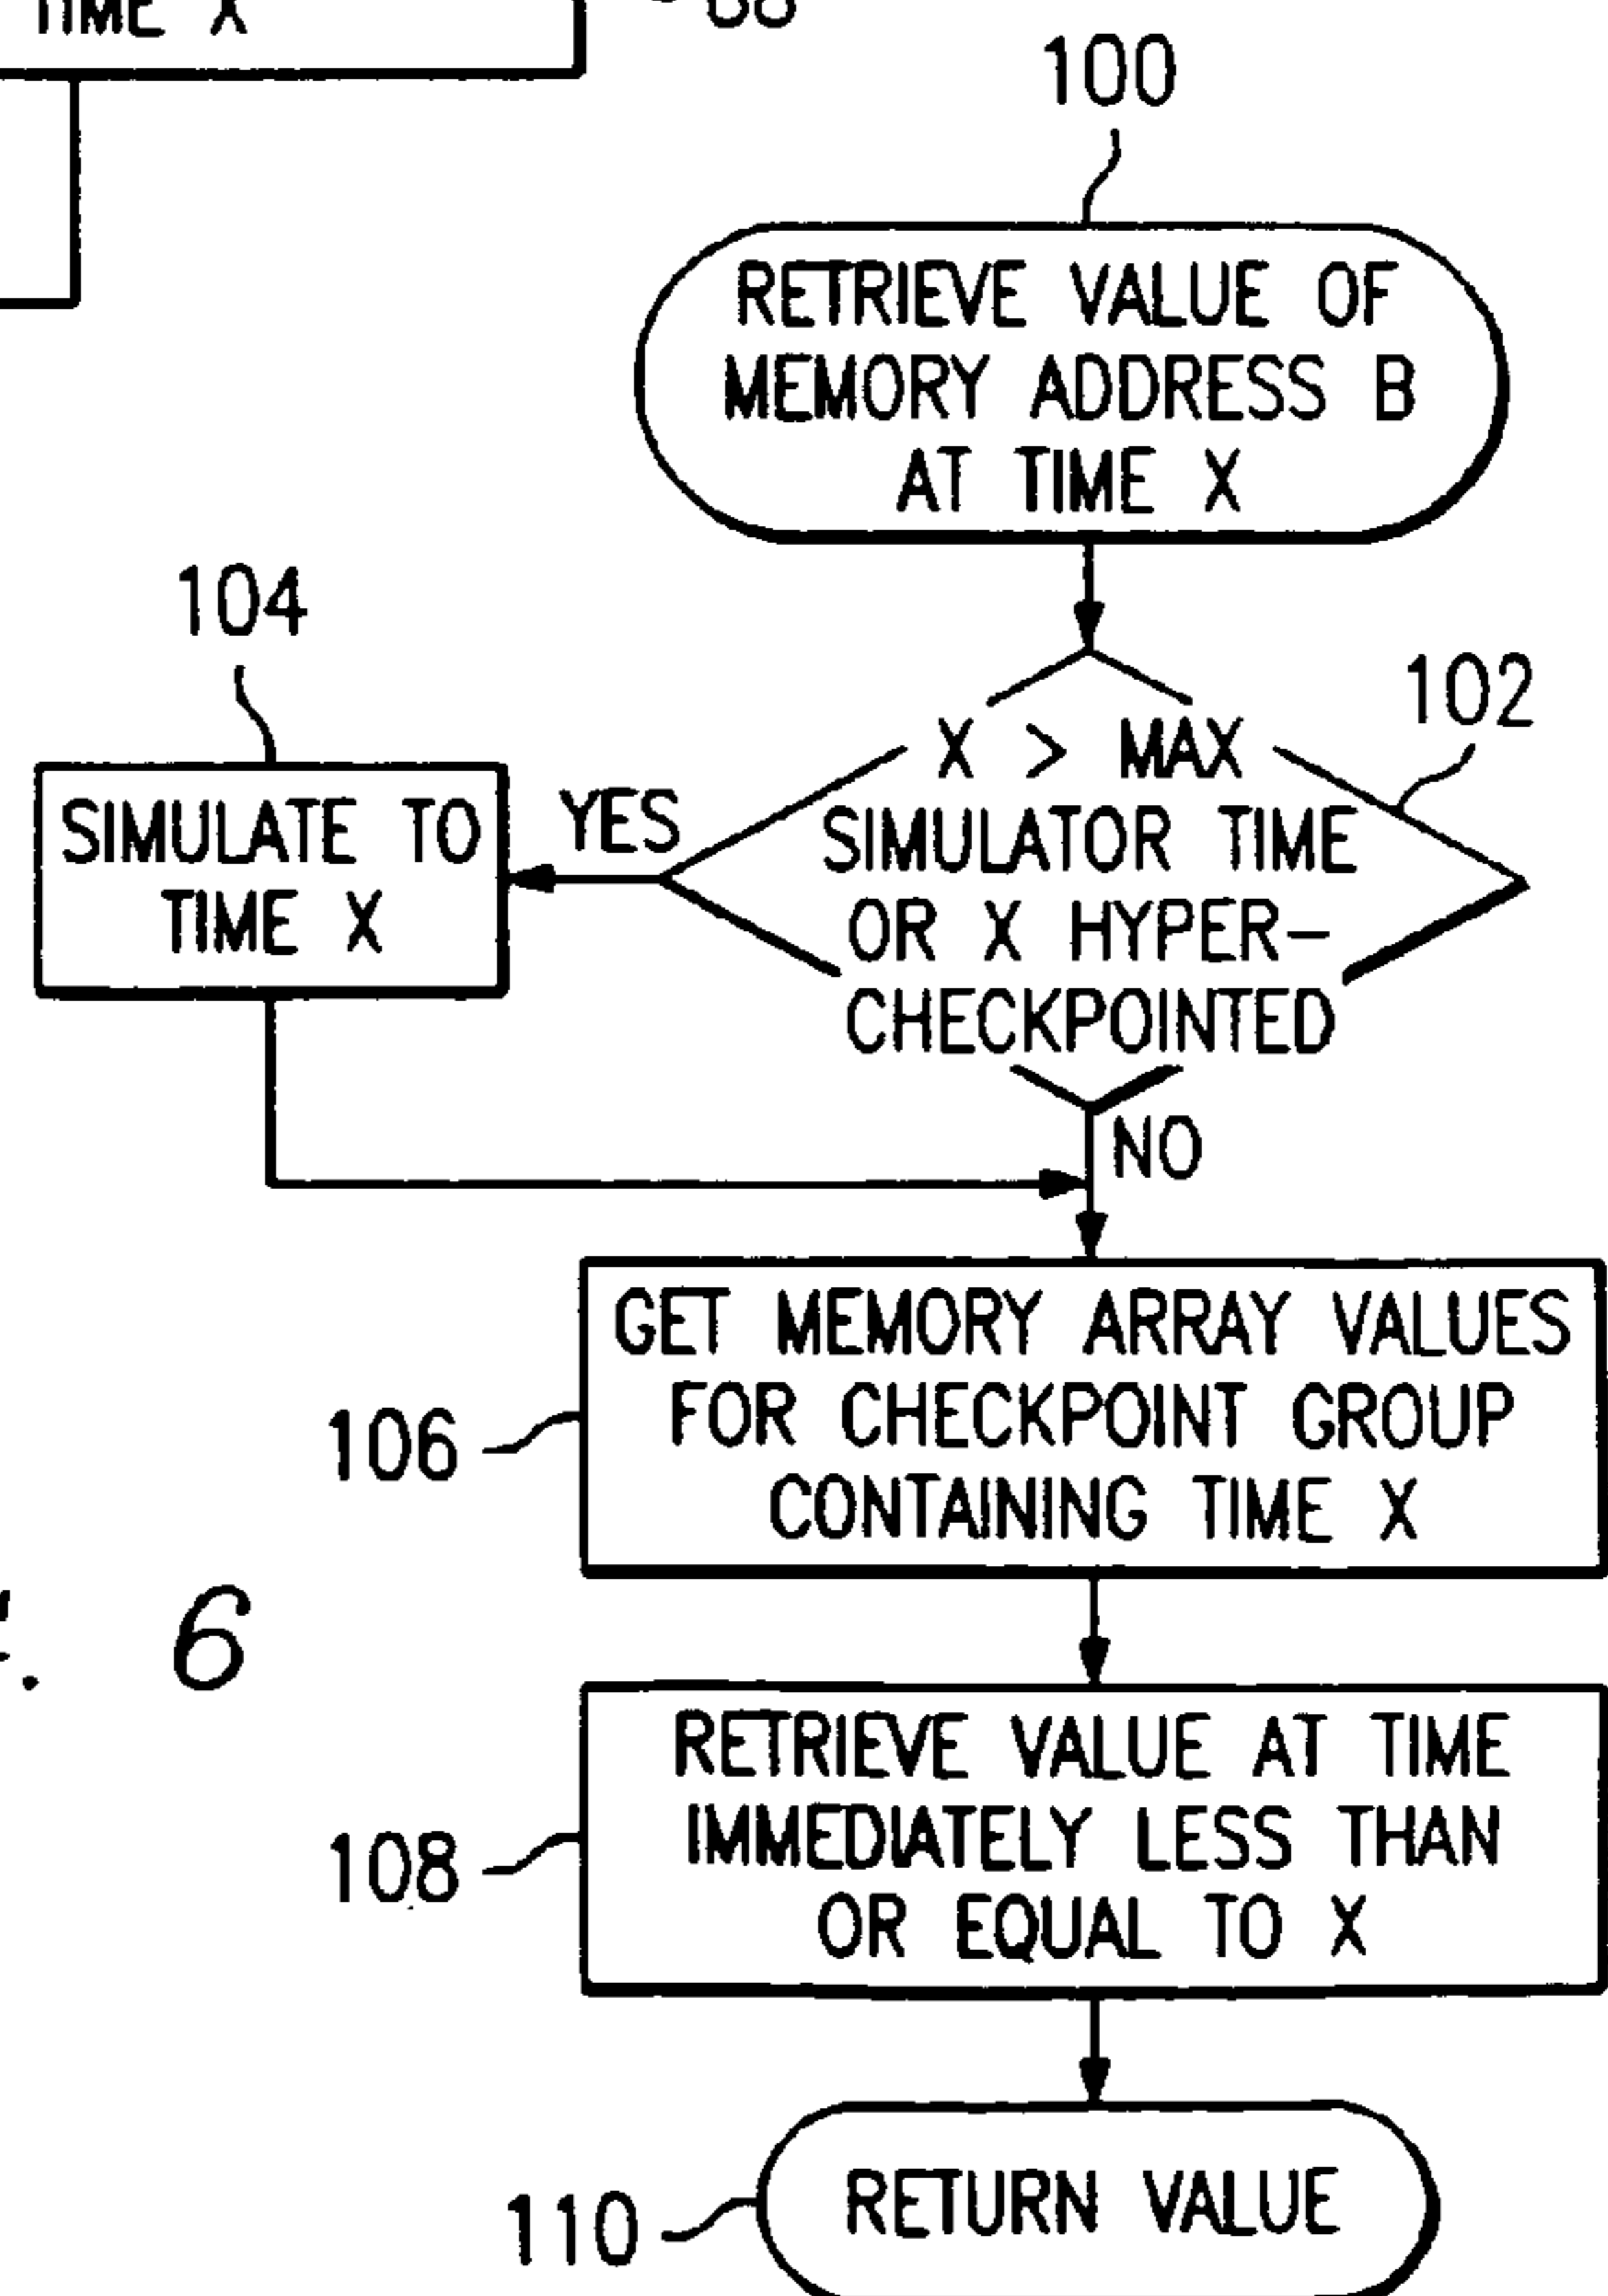 TIME X
100
RETRIEVE VALUE OF
MEMORY ADDRESS B
AT TIME X
104
102
X > MAX
SIMULATOR TIME
OR X HYPER-
CHECKPOINTED
YES
SIMULATE TO
TIME X
NO
GET MEMORY ARRAY VALUES
FOR CHECKPOINT GROUP
CONTAINING TIME X
106
6
RETRIEVE VALUE AT TIME
IMMEDIATELY LESS THAN
OR EQUAL TO X
108
RETURN VALUE
110